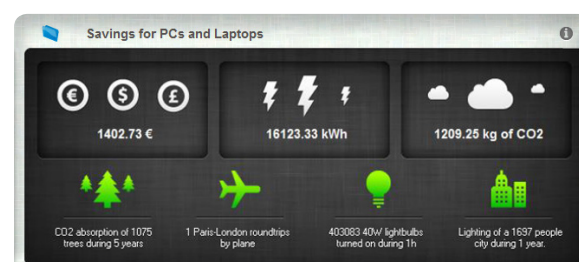 Savings for PCs and Laptops
1402.73 €
16123.33 kWh
1209.25 kg of CO2
CO2 absorption of 1075
trees during 5 years
1 Paris-London roundtrips
by plane
403083 40W lightbulbs
turned on during 1h
Lighting of a 1697 people
city during 1 year.